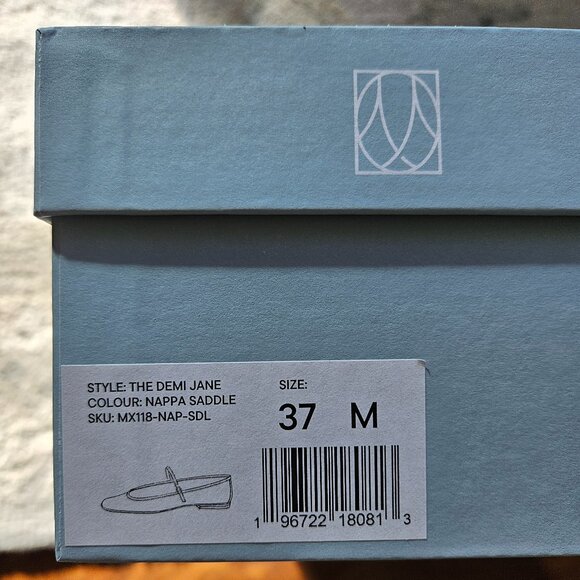 STYLE: THE DEMI JANE
COLOUR: NAPPA SADDLE
SKU: MX118-NAP-SDL
SIZE:
37 M
1 96722 18081 3